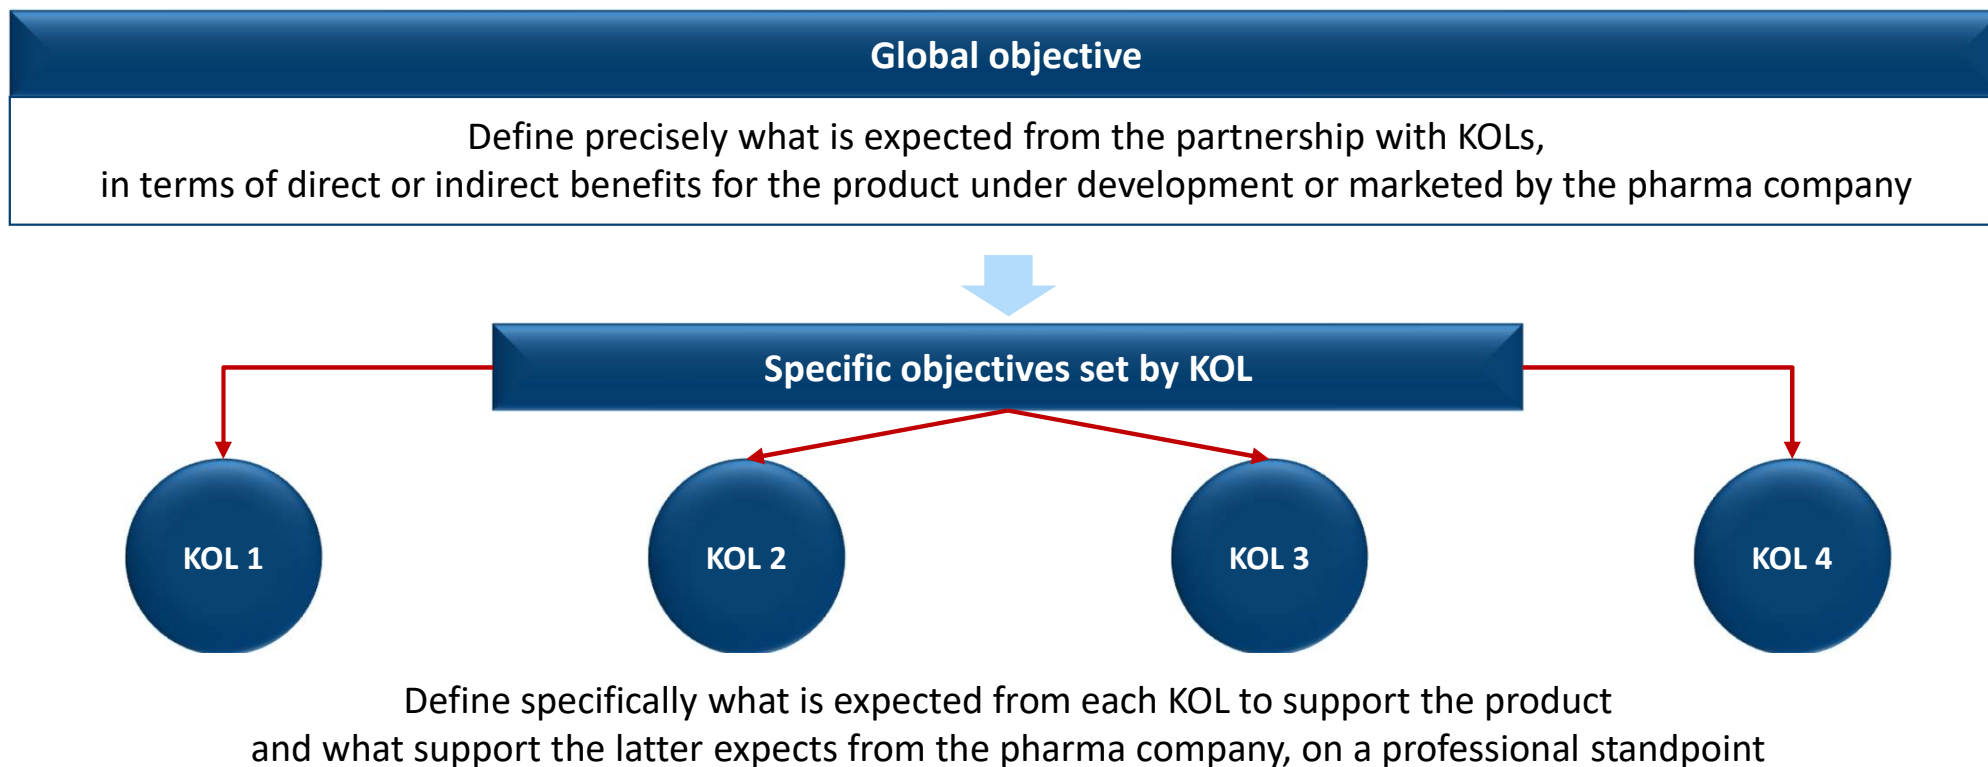 Global objective
Define precisely what is expected from the partnership with KOLs,
in terms of direct or indirect benefits for the product under development or marketed by the pharma company
Specific objectives set by KOL
KOL 1
KOL 2
KOL 3
KOL 4
Define specifically what is expected from each KOL to support the product
and what support the latter expects from the pharma company, on a professional standpoint